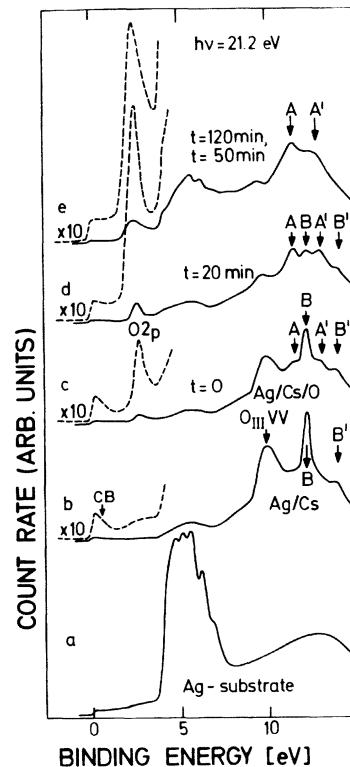 hν = 21.2 eV
A A'
t=120min,
t= 50min
e
x10
A B A' B'
t=20 min
d
x10
O2p
B
A A' B'
c
t=0
Ag/Cs/O
x10
O_III VV
B'
CB
B
b
Ag/Cs
x10
a
Ag-substrate
0 5 10
BINDING ENERGY [eV]
COUNT RATE (ARB. UNITS)